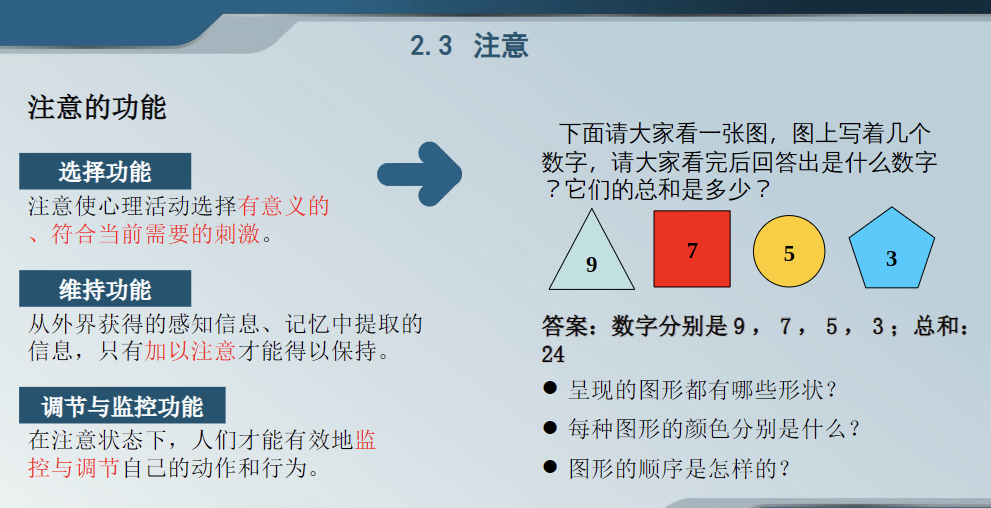 2.3 注意
注意的功能
选择功能
注意使心理活动选择有意义的
、符合当前需要的刺激。
维持功能
从外界获得的感知信息、记忆中提取的
信息，只有加以注意才能得以保持。
调节与监控功能
在注意状态下，人们才能有效地监
控与调节自己的动作和行为。
下面请大家看一张图，图上写着几个
数字，请大家看完后回答出是什么数字
？它们的总和是多少？
9
7
5
3
答案：数字分别是9，7，5，3；总和：
24
● 呈现的图形都有哪些形状？
● 每种图形的颜色分别是什么？
● 图形的顺序是怎样的？